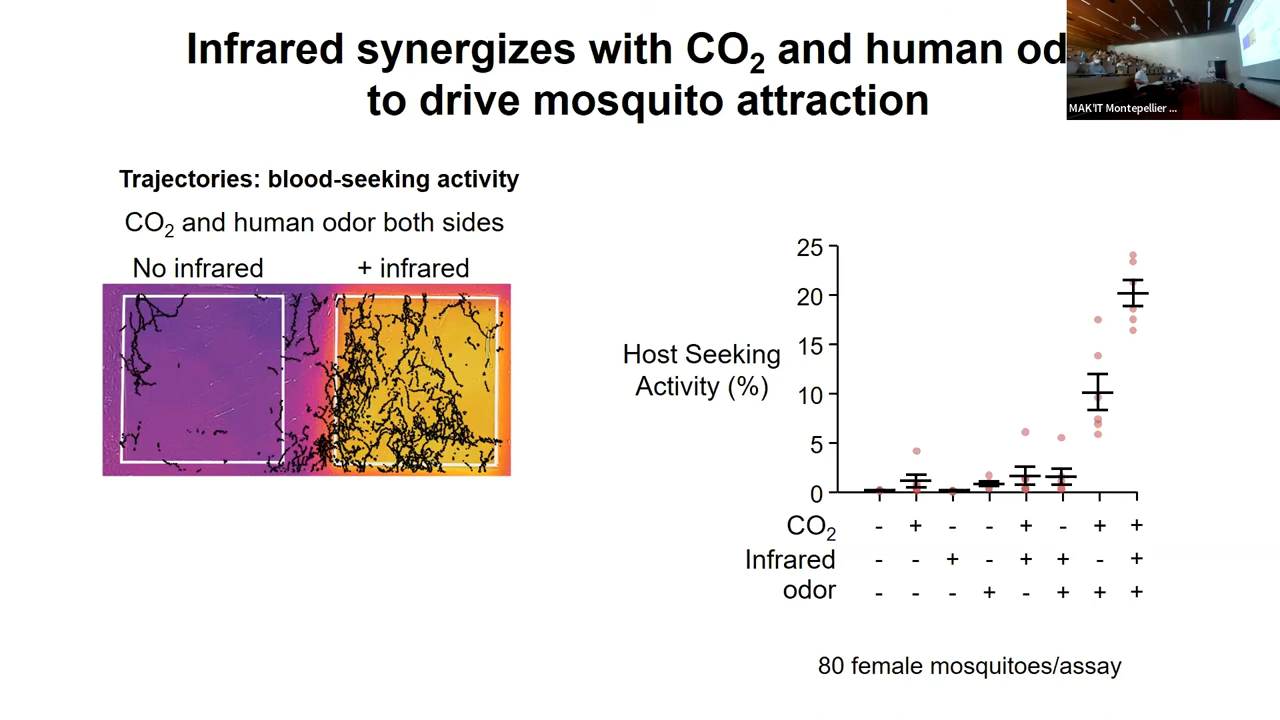 Infrared synergizes with CO₂ and human od
to drive mosquito attraction
MAK'IT Montepellier ...
Trajectories: blood-seeking activity
CO₂ and human odor both sides
No infrared + infrared
Host Seeking
Activity (%)
25
20
15
10
5
0
CO₂ - + - - + - + +
Infrared - - + - + + - +
odor - - - + - + + +
80 female mosquitoes/assay